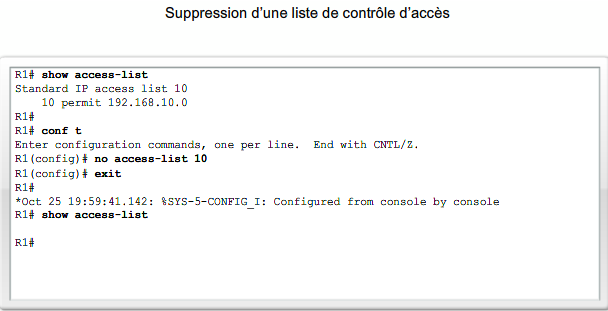 Suppression d'une liste de contrôle d'accès
R1# show access-list
Standard IP access list 10
    10 permit 192.168.10.0
R1#
R1# conf t
Enter configuration commands, one per line.  End with CNTL/Z.
R1(config)# no access-list 10
R1(config)# exit
R1#
*Oct 25 19:59:41.142: %SYS-5-CONFIG_I: Configured from console by console
R1# show access-list
R1#